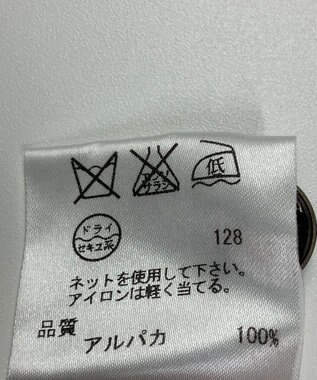 エンソ
サラシ
低
ドライ
セキユ系
128
ネットを使用して下さい。
アイロンは軽く当てる。
品質
アルパカ 100%